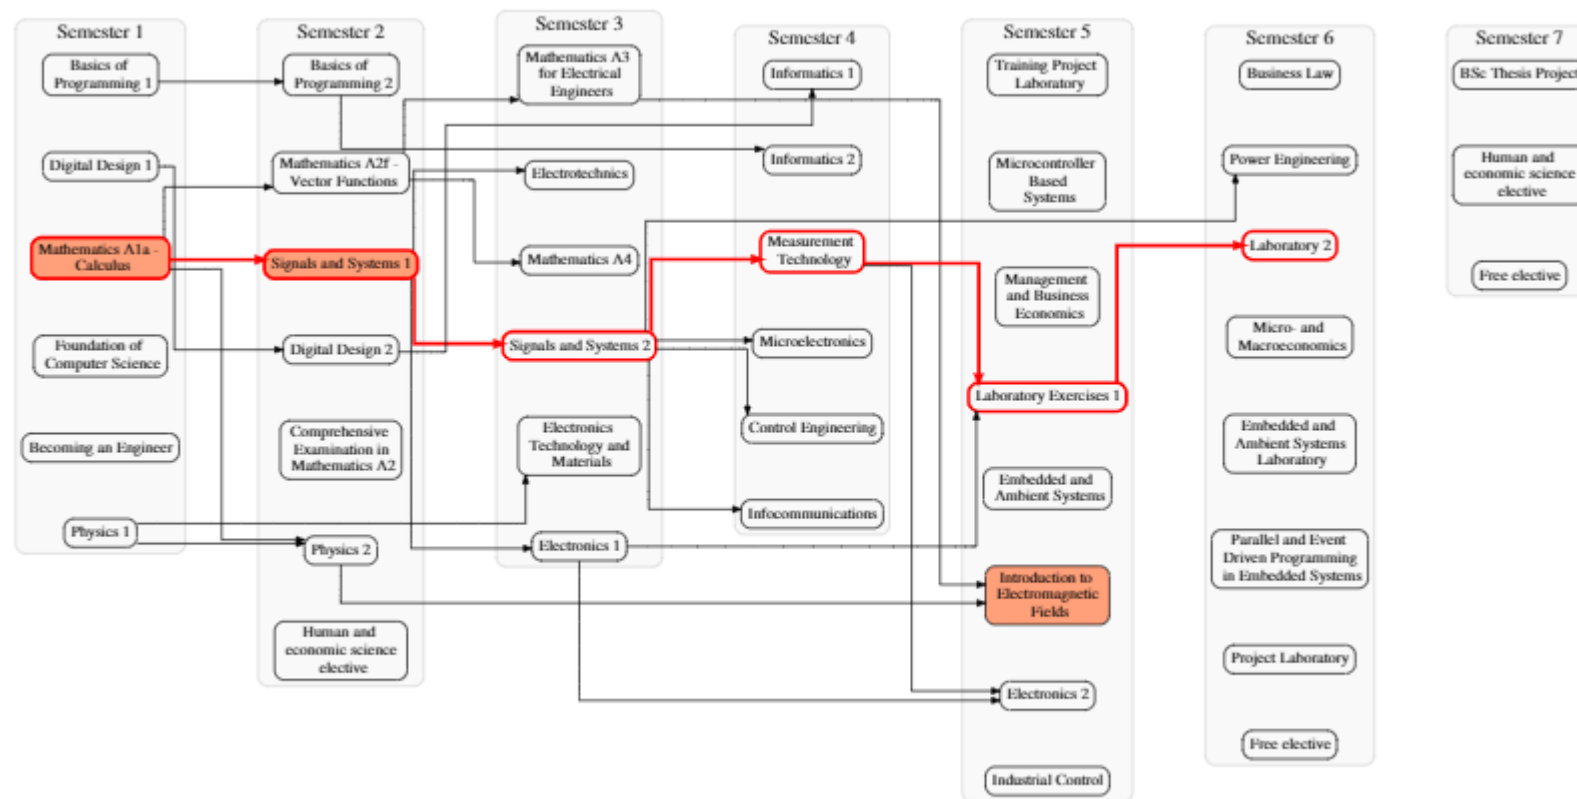 Semester 1
Basics of
Programming 1
Digital Design 1
Mathematics A1a -
Calculus
Foundation of
Computer Science
Becoming an Engineer
Physics 1
Semester 2
Basics of
Programming 2
Mathematics A2f -
Vector Functions
Signals and Systems 1
Digital Design 2
Comprehensive
Examination in
Mathematics A2
Physics 2
Human and
economic science
elective
Semester 3
Mathematics A3
for Electrical
Engineers
Electrotechnics
Mathematics A4
Signals and Systems 2
Electronics
Technology and
Materials
Electronics 1
Semester 4
Informatics 1
Informatics 2
Measurement
Technology
Microelectronics
Control Engineering
Infocommunications
Semester 5
Training Project
Laboratory
Microcontroller
Based
Systems
Management
and Business
Economics
Laboratory Exercises 1
Embedded and
Ambient Systems
Introduction to
Electromagnetic
Fields
Electronics 2
Industrial Control
Semester 6
Business Law
Power Engineering
Laboratory 2
Micro- and
Macroeconomics
Embedded and
Ambient Systems
Laboratory
Parallel and Event
Driven Programming
in Embedded Systems
Project Laboratory
Free elective
Semester 7
BSc Thesis Project
Human and
economic science
elective
Free elective